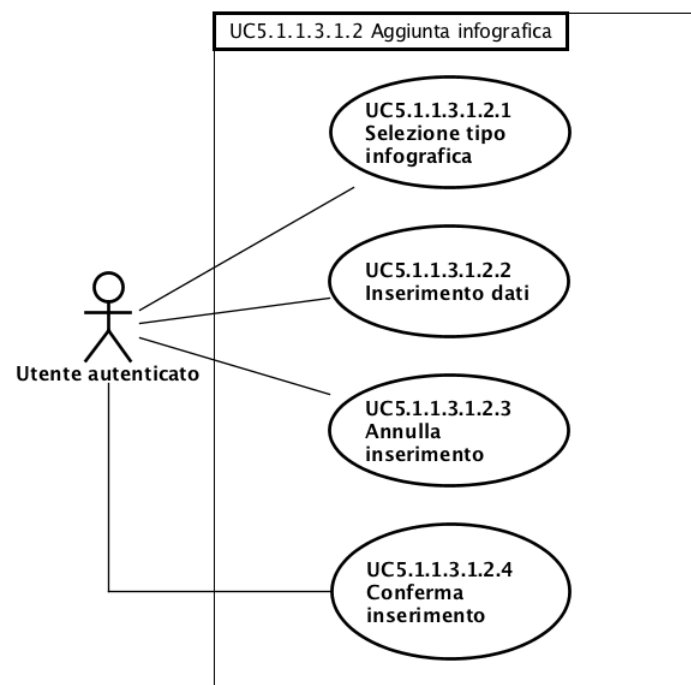 UC5.1.1.3.1.2 Aggiunta infografica
UC5.1.1.3.1.2.1
Selezione tipo
infografica
UC5.1.1.3.1.2.2
Inserimento dati
Utente autenticato
UC5.1.1.3.1.2.3
Annulla
inserimento
UC5.1.1.3.1.2.4
Conferma
inserimento